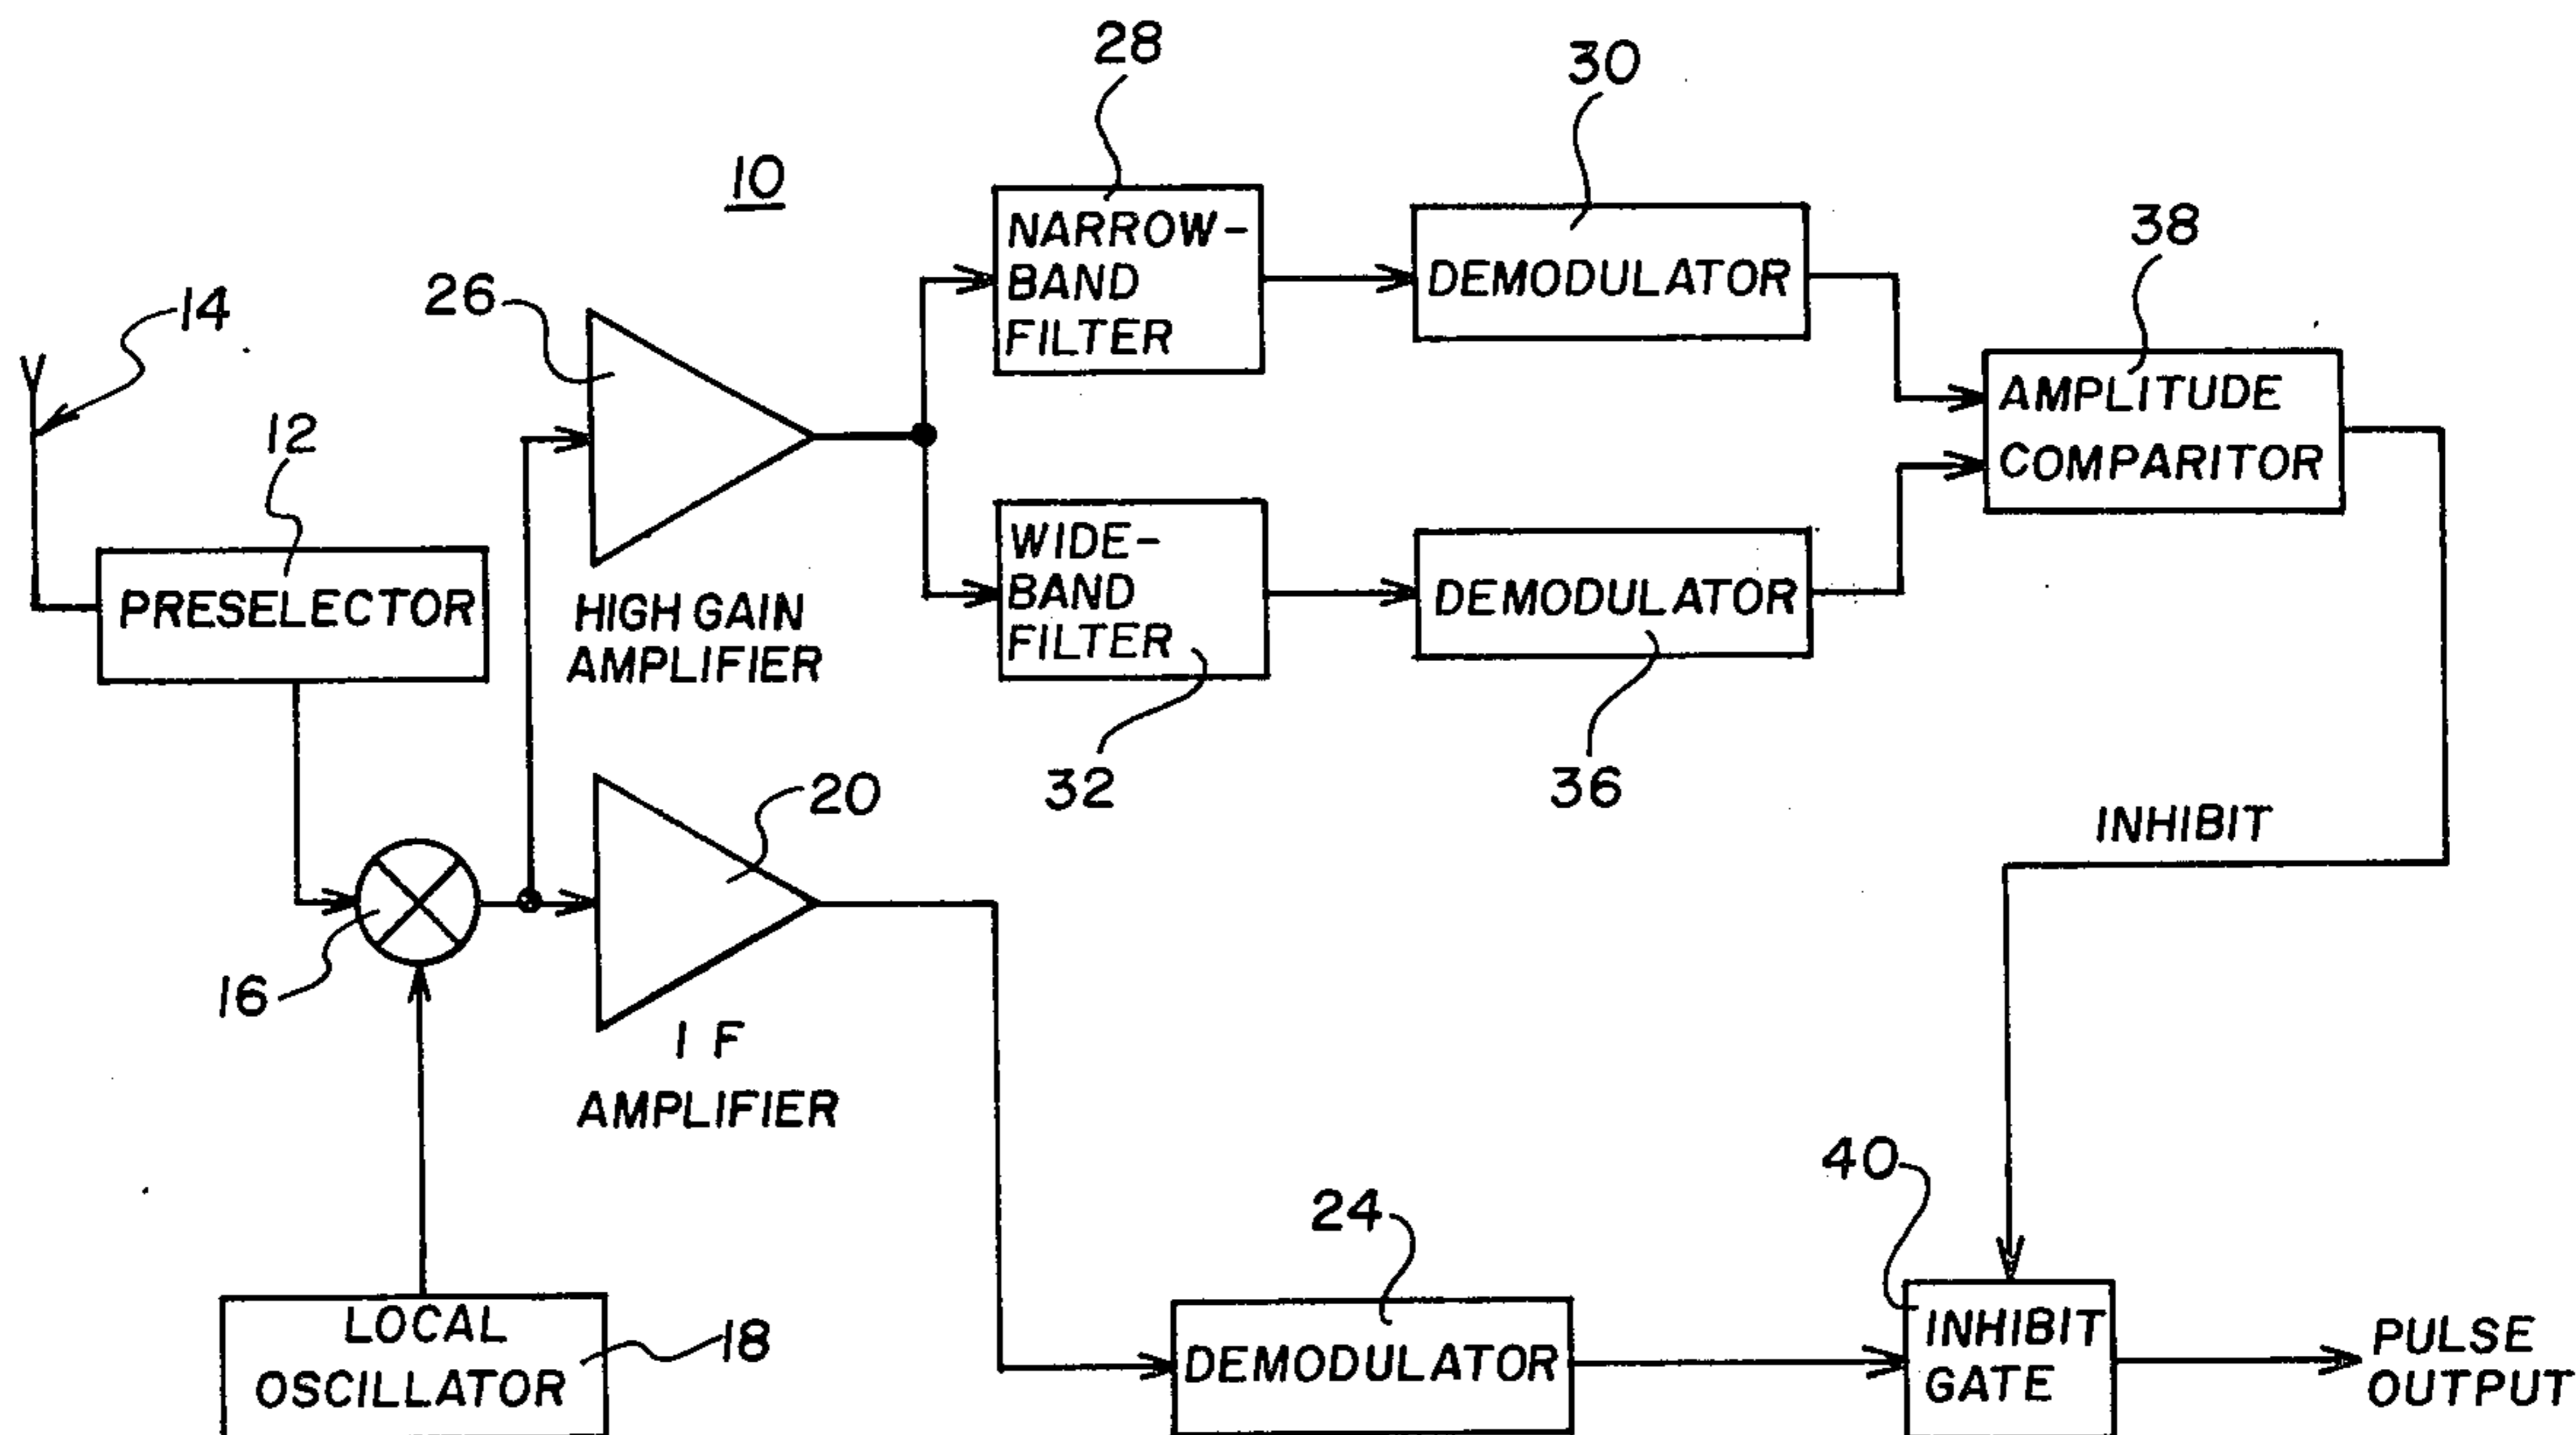 28
30
10
NARROW-
BAND
FILTER
DEMODULATOR
38
26
14
AMPLITUDE
COMPARITOR
12
PRESELECTOR
HIGH GAIN
AMPLIFIER
WIDE-
BAND
FILTER
DEMODULATOR
32
36
20
INHIBIT
16
I F
AMPLIFIER
40
24
LOCAL
OSCILLATOR
18
DEMODULATOR
INHIBIT
GATE
PULSE
OUTPUT